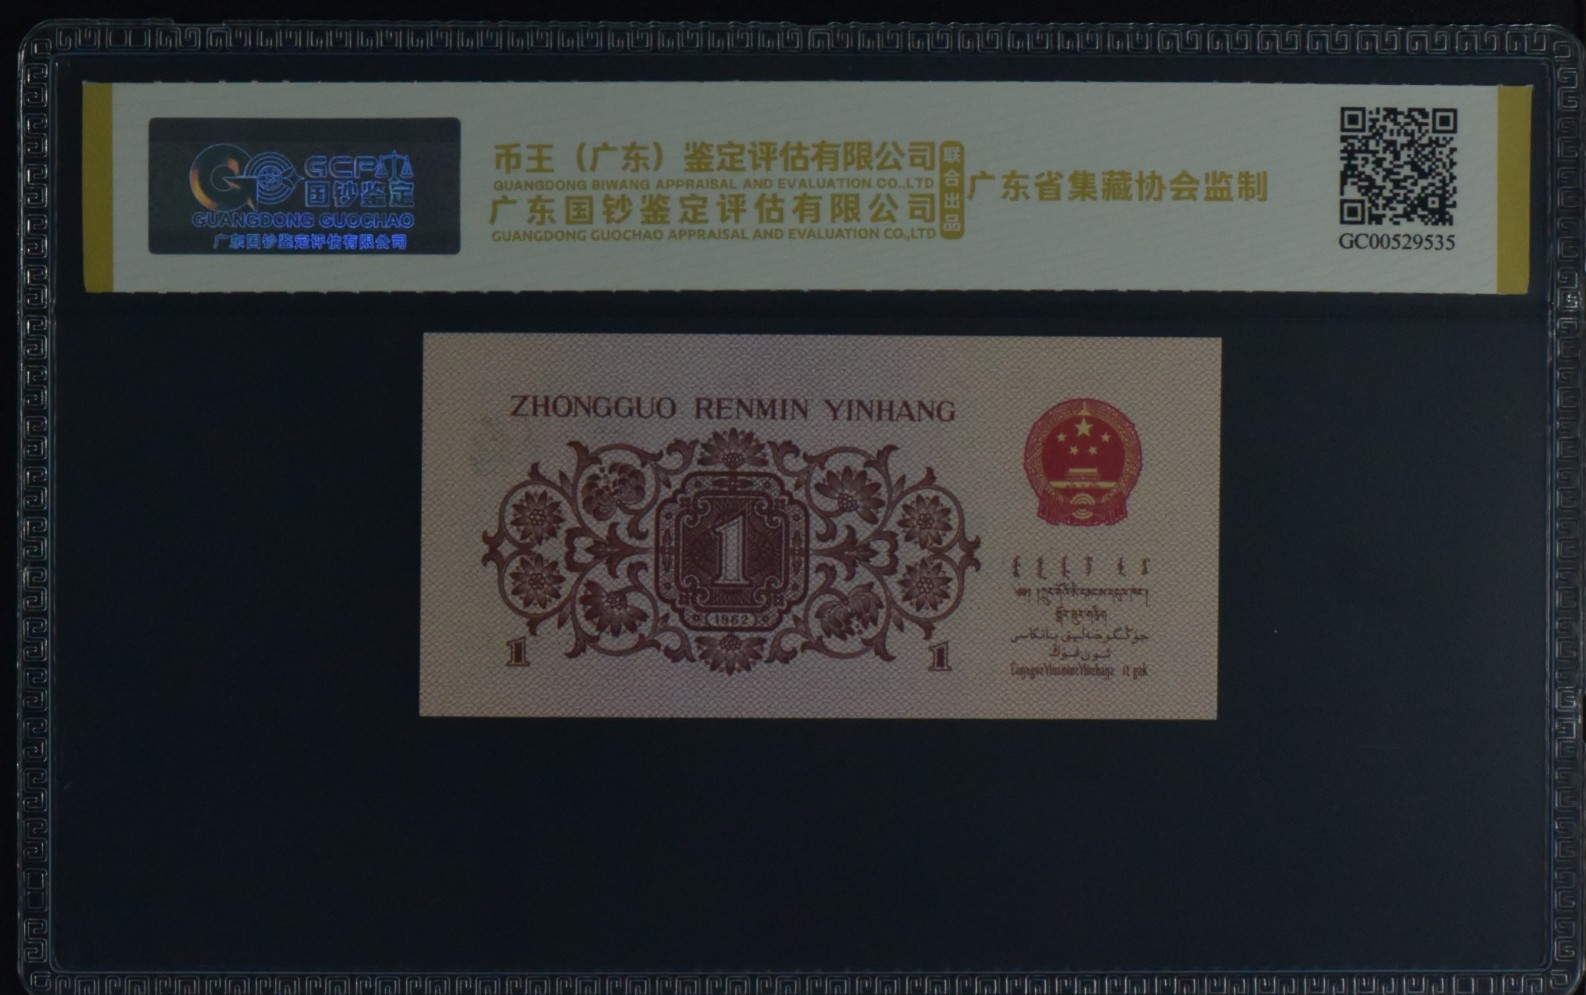 GCP
国钞鉴定
GUANGDONG GUOCHAO
广东国钞鉴定评估有限公司
币王（广东）鉴定评估有限公司
GUANGDONG BIWANG APPRAISAL AND EVALUATION CO.,LTD
广东国钞鉴定评估有限公司
GUANGDONG GUOCHAO APPRAISAL AND EVALUATION CO.,LTD
联合出品
广东省集藏协会监制
GC00529535
ZHONGGUO RENMIN YINHANG
1
(1962)
1
1